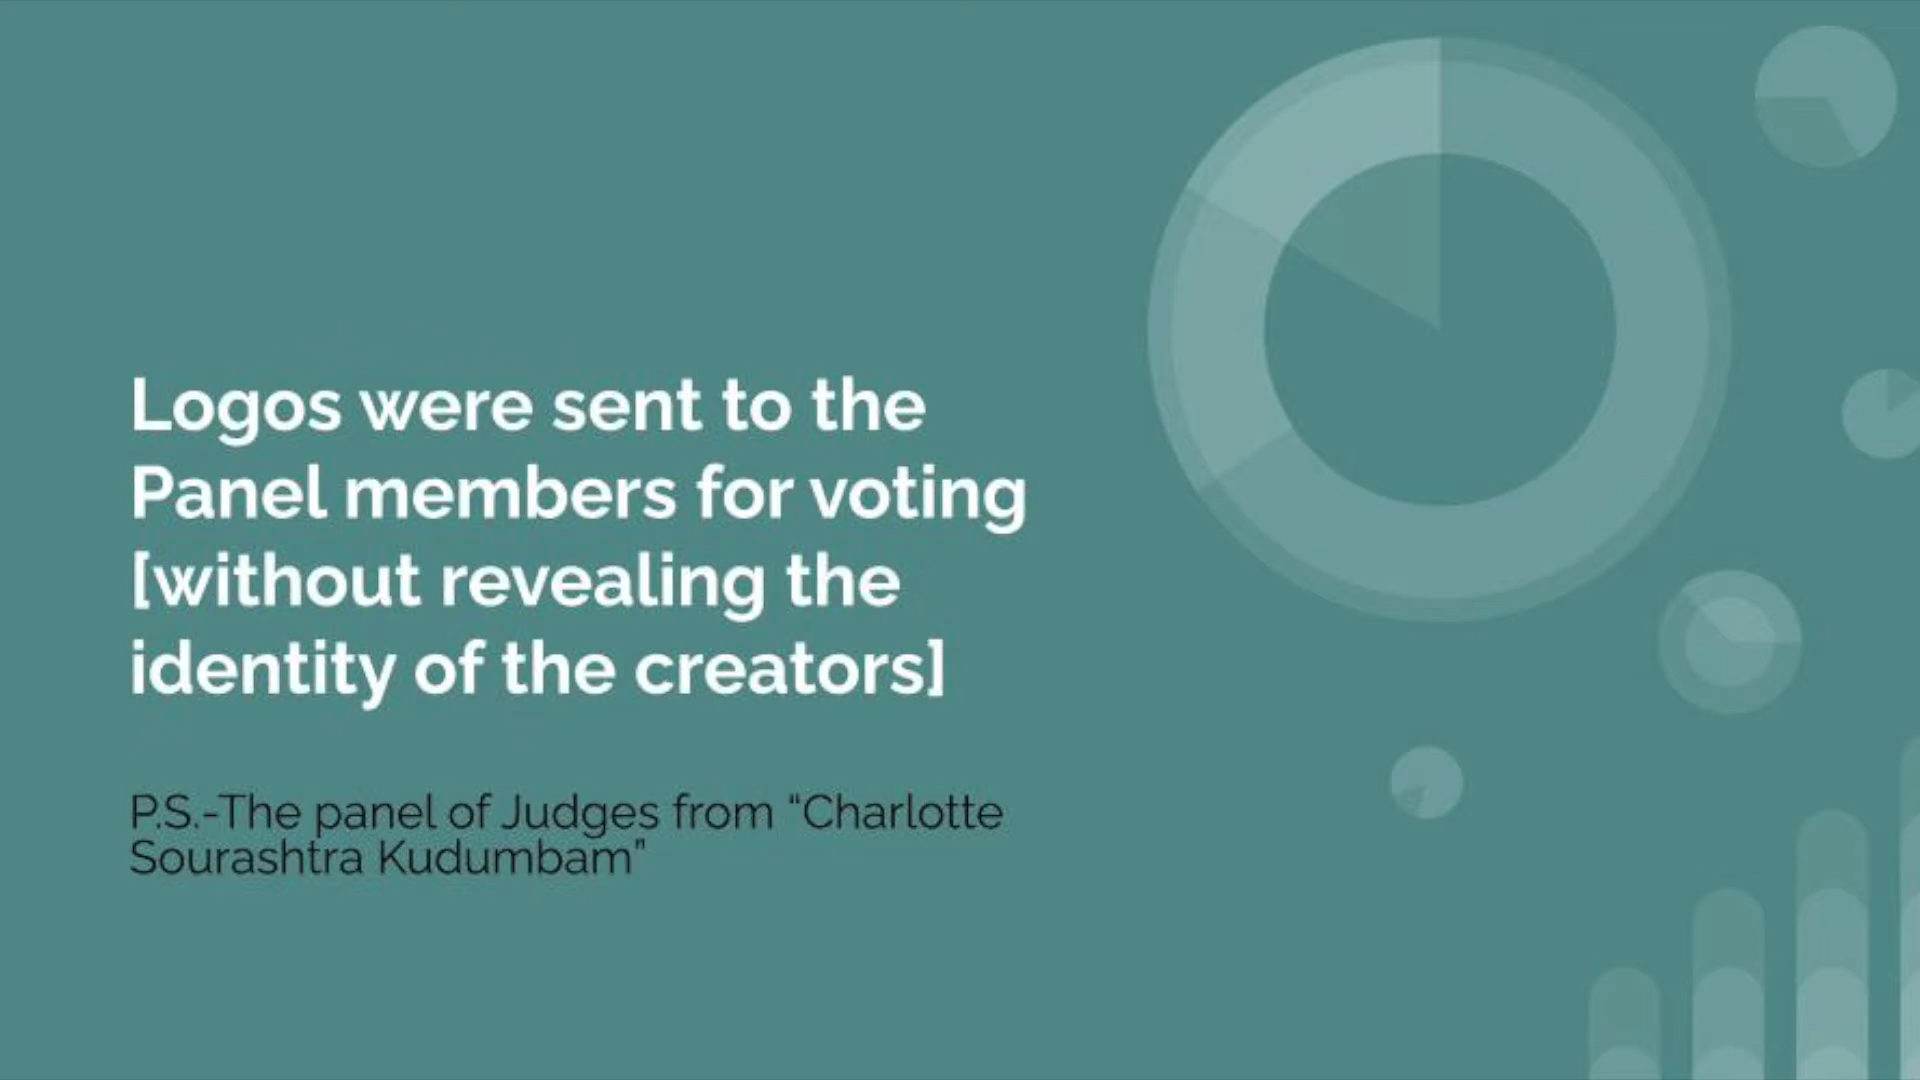 Logos were sent to the
Panel members for voting
[without revealing the
identity of the creators]
P.S.-The panel of Judges from “Charlotte
Sourashtra Kudumbam”